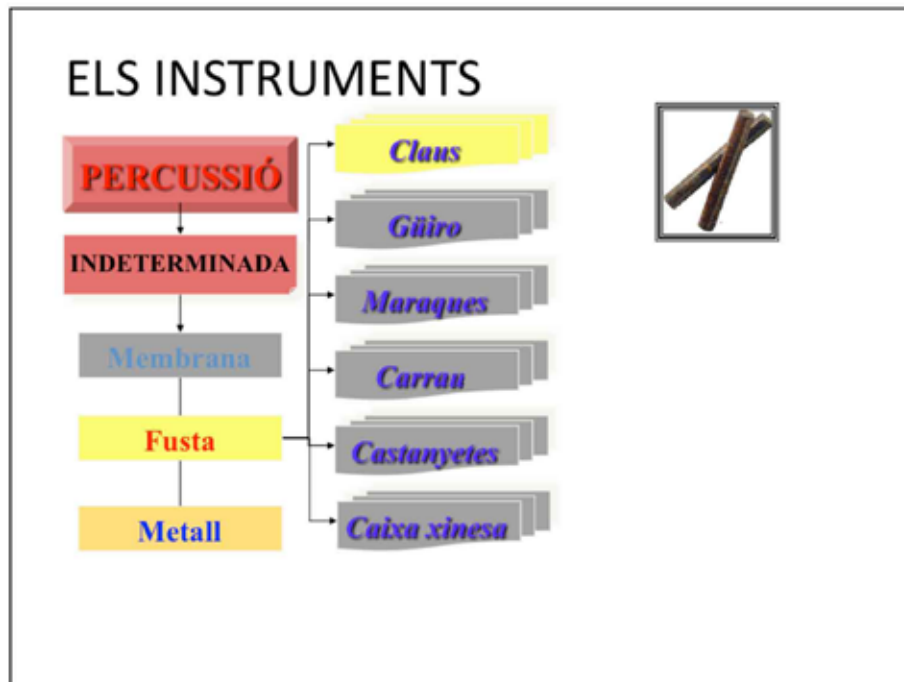 ELS INSTRUMENTS
PERCUSSIÓ
INDETERMINADA
Membrana
Fusta
Metall
Claus
Güiro
Maraques
Carrau
Castanyetes
Caixa xinesa